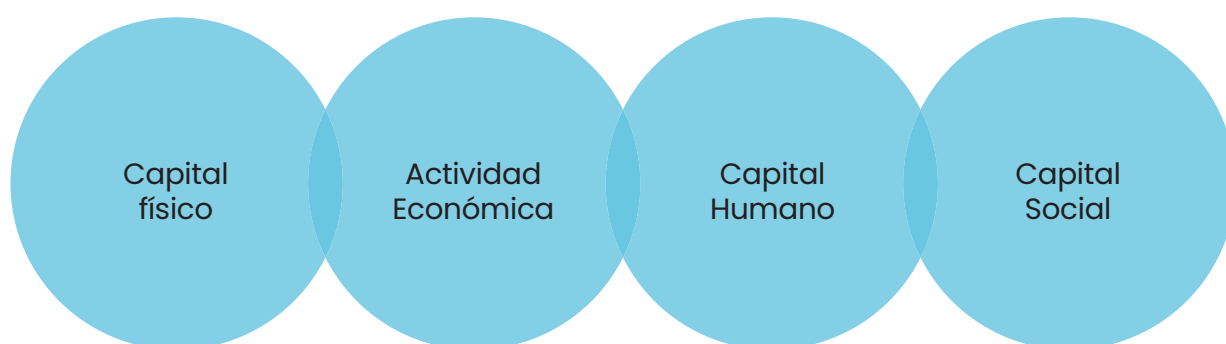 Capital
físico
Actividad
Económica
Capital
Humano
Capital
Social